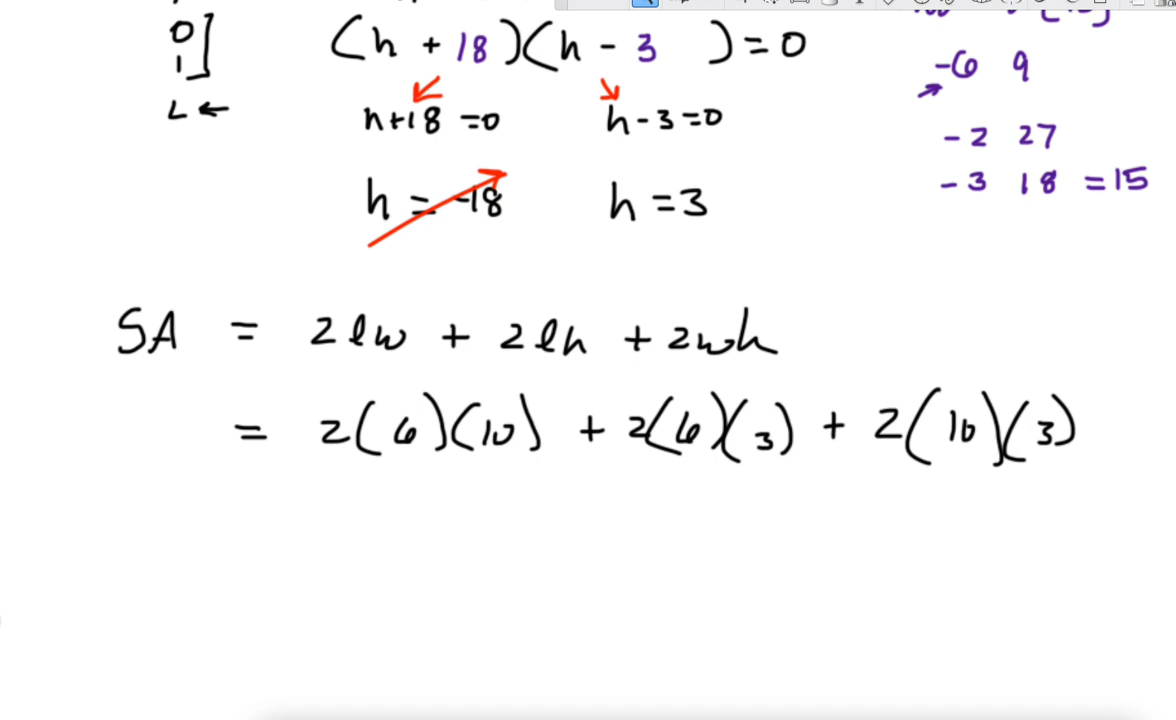 0]
1
L ←
(h + 18)(h - 3) = 0
h+18 =0
h - 3 =0
h = -18
h = 3
-6 9
-2 27
-3 18 = 15
SA = 2lw + 2lh + 2wh
= 2(6)(10) + 2(6)(3) + 2(10)(3)